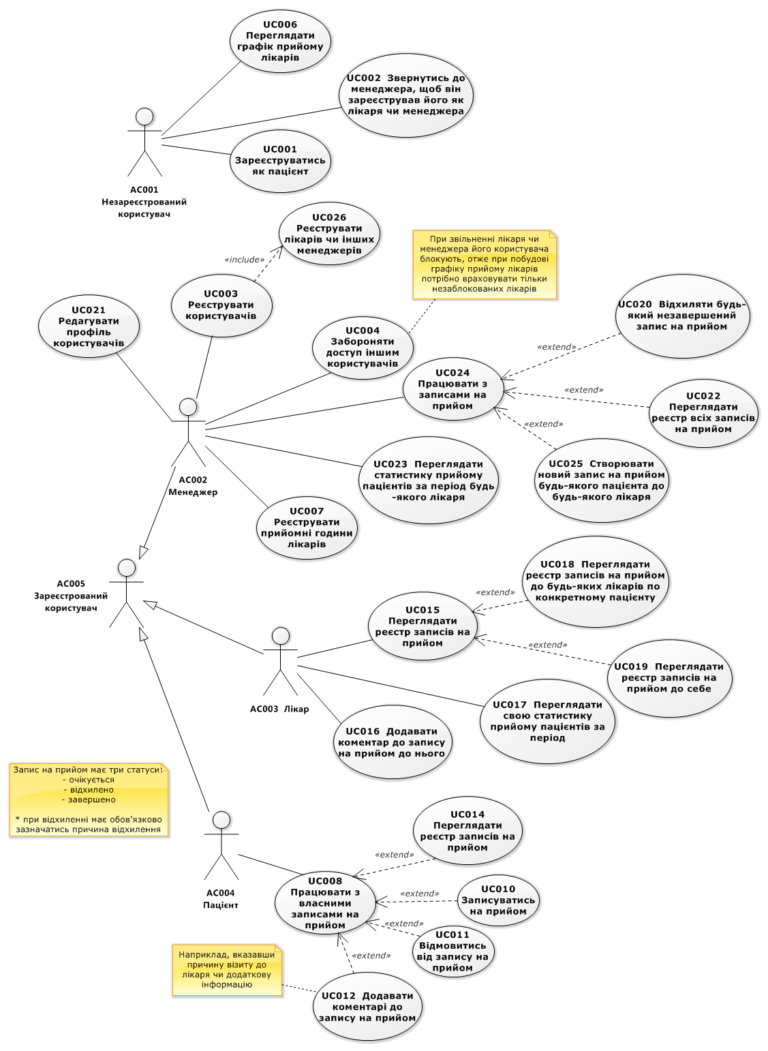 UC006
Переглядати
графік прийому
лікарів
UC002 Звернутись до
менеджера, щоб він
зареєстрував його як
лікаря чи менеджера
UC001
Зареєструватись
як пацієнт
AC001
Незареєстрований
користувач
UC026
Реєструвати
лікарів чи інших
менеджерів
«include»
UC003
Реєструвати
користувачів
При звільненні лікаря чи
менеджера його користувача
блокують, отже при побудові
графіку прийому лікарів
потрібно враховувати тільки
незаблокованих лікарів
UC021
Редагувати
профіль
користувачів
UC004
Забороняти
доступ іншим
користувачів
UC020 Відхиляти будь-
який незавершений
запис на прийом
«extend»
UC024
Працювати з
записами на
прийом
«extend»
UC022
Переглядати
реєстр всіх записів
на прийом
«extend»
UC025 Створювати
новий запис на прийом
будь-якого пацієнта до
будь-якого лікаря
UC023 Переглядати
статистику прийому
пацієнтів за період будь
-якого лікаря
AC002
Менеджер
UC007
Реєструвати
прийомні години
лікарів
AC005
Зареєстрований
користувач
UC018 Переглядати
реєстр записів на прийом
до будь-яких лікарів по
конкретному пацієнту
«extend»
UC015
Переглядати
реєстр записів на
прийом
«extend»
UC019 Переглядати
реєстр записів на
прийом до себе
AC003 Лікар
UC017 Переглядати
свою статистику
прийому пацієнтів за
період
UC016 Додавати
коментар до запису
на прийом до нього
Запис на прийом має три статуси:
- очікується
- відхилено
- завершено
* при відхиленні має обов'язково
зазначатись причина відхилення
UC014
Переглядати
реєстр записів на
прийом
«extend»
AC004
Пацієнт
UC008
Працювати з
власними
записами на
прийом
«extend»
UC010
Записуватись
на прийом
«extend»
UC011
Відмовитись
від запису на
прийом
«extend»
Наприклад, вказавши
причину візиту до
лікаря чи додаткову
інформацію
UC012 Додавати
коментарі до
запису на прийом